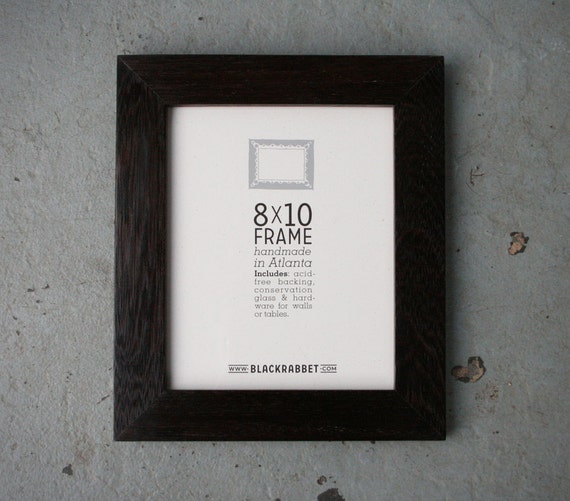 8x10
FRAME
handmade
in Atlanta
Includes: acid-
free backing,
conservation
glass & hard-
ware for walls
or tables.
WWW. BLACKRABBET .COM